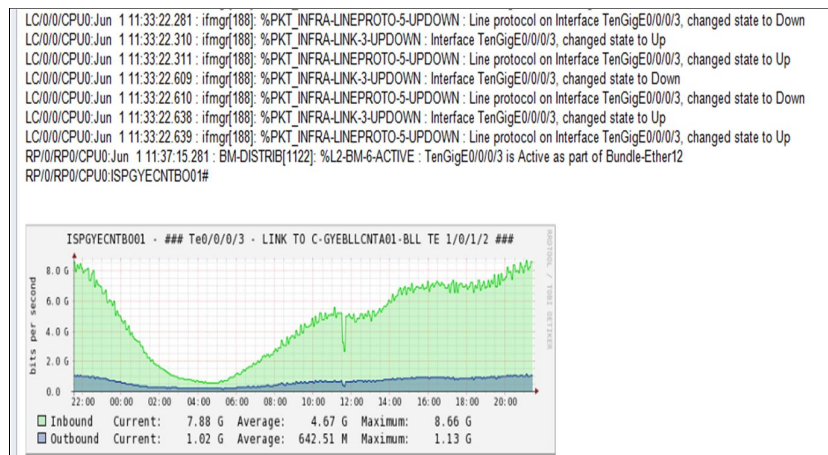 LC/0/0/CPU0:Jun 1 11:33:22.281 : ifmgr[188]: %PKT_INFRA-LINEPROTO-5-UPDOWN : Line protocol on Interface TenGigE0/0/0/3, changed state to Down
LC/0/0/CPU0:Jun 1 11:33:22.310 : ifmgr[188]: %PKT_INFRA-LINK-3-UPDOWN : Interface TenGigE0/0/0/3, changed state to Up
LC/0/0/CPU0:Jun 1 11:33:22.311 : ifmgr[188]: %PKT_INFRA-LINEPROTO-5-UPDOWN : Line protocol on Interface TenGigE0/0/0/3, changed state to Up
LC/0/0/CPU0:Jun 1 11:33:22.609 : ifmgr[188]: %PKT_INFRA-LINK-3-UPDOWN : Interface TenGigE0/0/0/3, changed state to Down
LC/0/0/CPU0:Jun 1 11:33:22.610 : ifmgr[188]: %PKT_INFRA-LINEPROTO-5-UPDOWN : Line protocol on Interface TenGigE0/0/0/3, changed state to Down
LC/0/0/CPU0:Jun 1 11:33:22.638 : ifmgr[188]: %PKT_INFRA-LINK-3-UPDOWN : Interface TenGigE0/0/0/3, changed state to Up
LC/0/0/CPU0:Jun 1 11:33:22.639 : ifmgr[188]: %PKT_INFRA-LINEPROTO-5-UPDOWN : Line protocol on Interface TenGigE0/0/0/3, changed state to Up
RP/0/RP0/CPU0:Jun 1 11:37:15.281 : BM-DISTRIB[1122]: %L2-BM-6-ACTIVE : TenGigE0/0/0/3 is Active as part of Bundle-Ether12
RP/0/RP0/CPU0:ISPGYECNTBO01#
ISPGYECNTBO01 - ### Te0/0/0/3 - LINK TO C-GYEBLLCNTA01-BLL TE 1/0/1/2 ###
RRDTOOL / TOBI OETIKER
bits per second
8.0 G
6.0 G
4.0 G
2.0 G
0.0
22:00 00:00 02:00 04:00 06:00 08:00 10:00 12:00 14:00 16:00 18:00 20:00
Inbound Current: 7.88 G Average: 4.67 G Maximum: 8.66 G
Outbound Current: 1.02 G Average: 642.51 M Maximum: 1.13 G